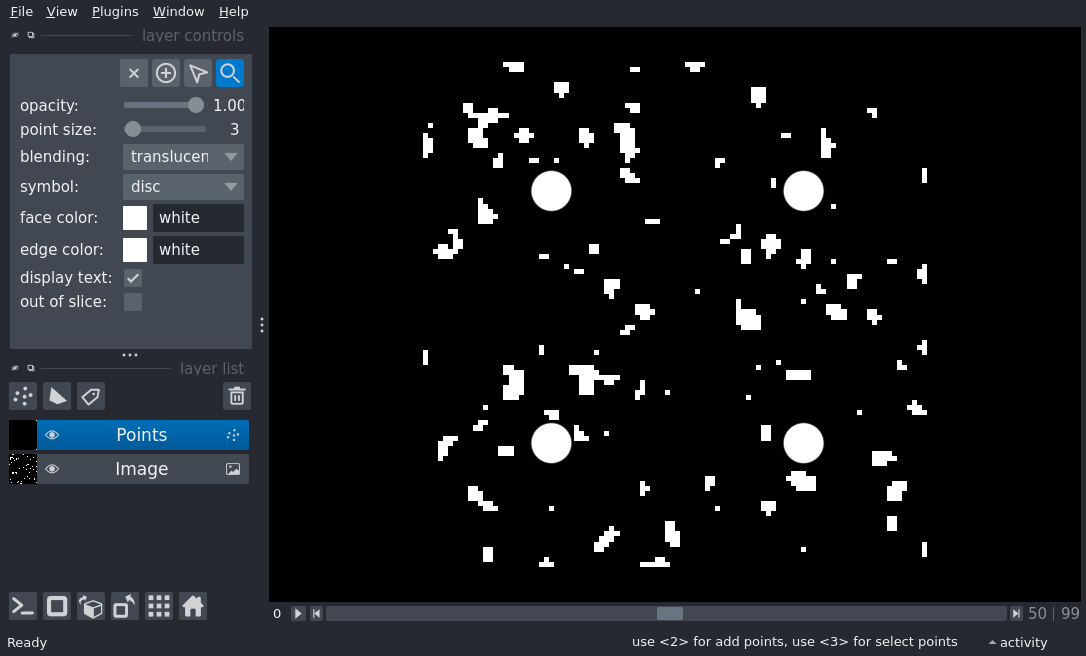 File View Plugins Window Help
layer controls
opacity: 1.00
point size: 3
blending: translucen
symbol: disc
face color: white
edge color: white
display text:
out of slice:
layer list
Points
Image
0 50 | 99
Ready use <2> for add points, use <3> for select points activity